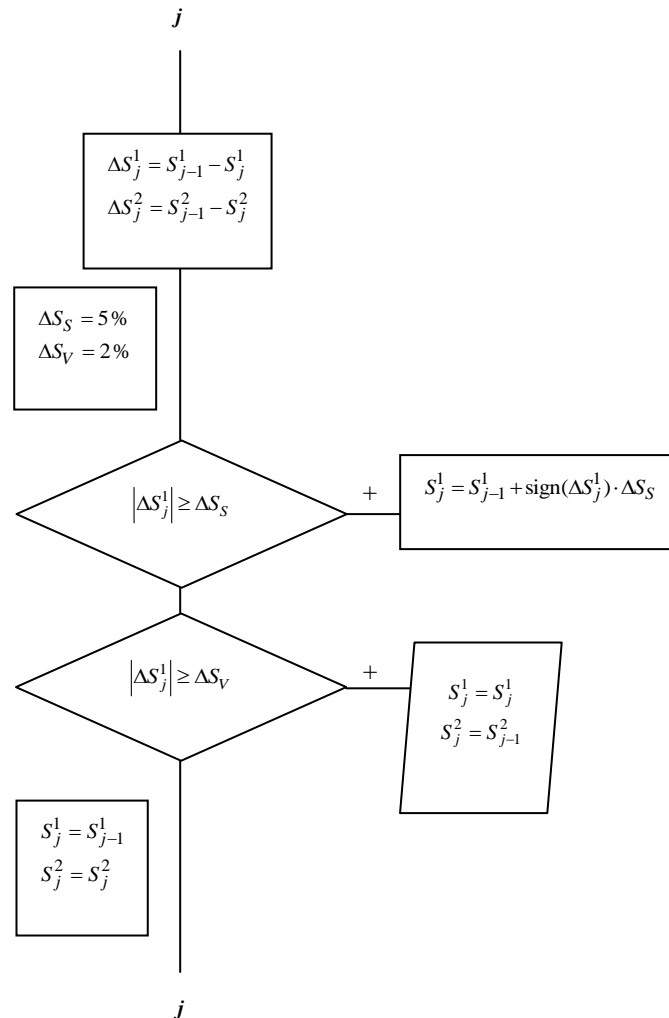 j
ΔS_j^1 = S_{j−1}^1 − S_j^1
ΔS_j^2 = S_{j−1}^2 − S_j^2
ΔS_S = 5%
ΔS_V = 2%
|ΔS_j^1| ≥ ΔS_S
+
S_j^1 = S_{j−1}^1 + sign(ΔS_j^1) · ΔS_S
|ΔS_j^1| ≥ ΔS_V
+
S_j^1 = S_j^1
S_j^2 = S_{j−1}^2
S_j^1 = S_{j−1}^1
S_j^2 = S_j^2
j